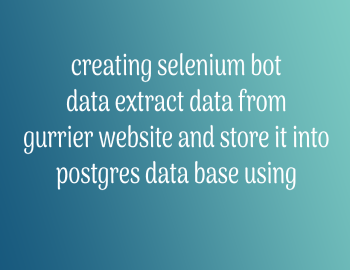 creating selenium bot
data extract data from
gurrier website and store it into
postgres data base using